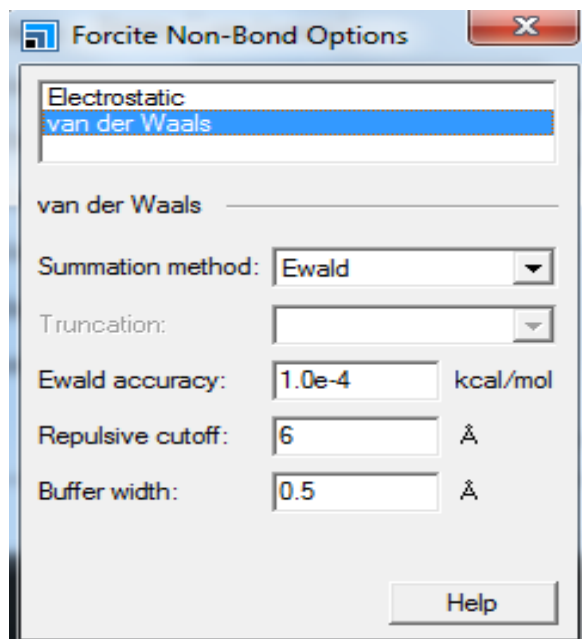 Forcite Non-Bond Options
Electrostatic
van der Waals
van der Waals
Summation method: Ewald
Truncation:
Ewald accuracy: 1.0e-4 kcal/mol
Repulsive cutoff: 6 Å
Buffer width: 0.5 Å
Help